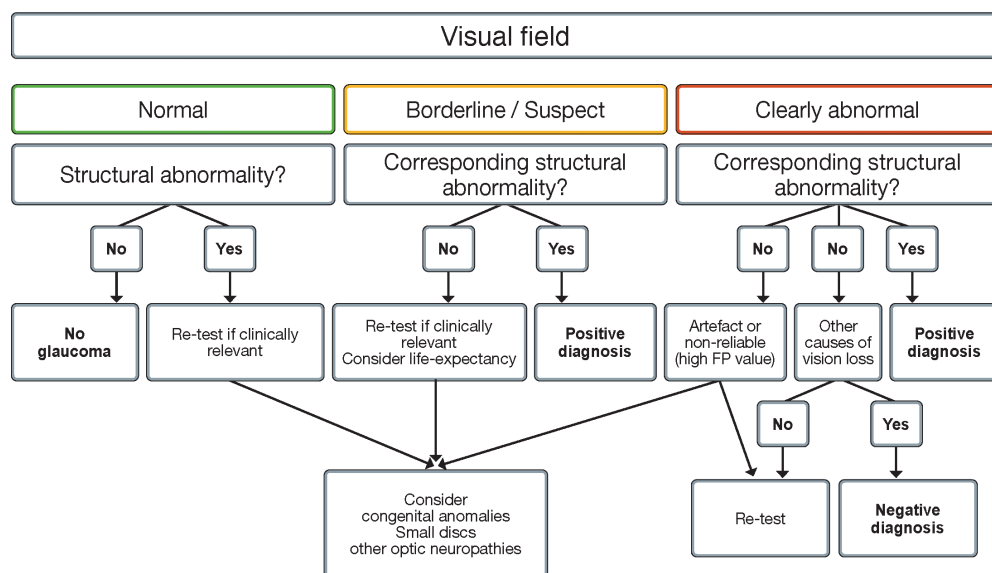 Visual field
Normal
Borderline / Suspect
Clearly abnormal
Structural abnormality?
Corresponding structural
abnormality?
Corresponding structural
abnormality?
No
Yes
No
Yes
No
No
Yes
No
glaucoma
Re-test if clinically
relevant
Re-test if clinically
relevant
Consider life-expectancy
Positive
diagnosis
Artefact or
non-reliable
(high FP value)
Other
causes of
vision loss
Positive
diagnosis
No
Yes
Consider
congenital anomalies
Small discs
other optic neuropathies
Re-test
Negative
diagnosis